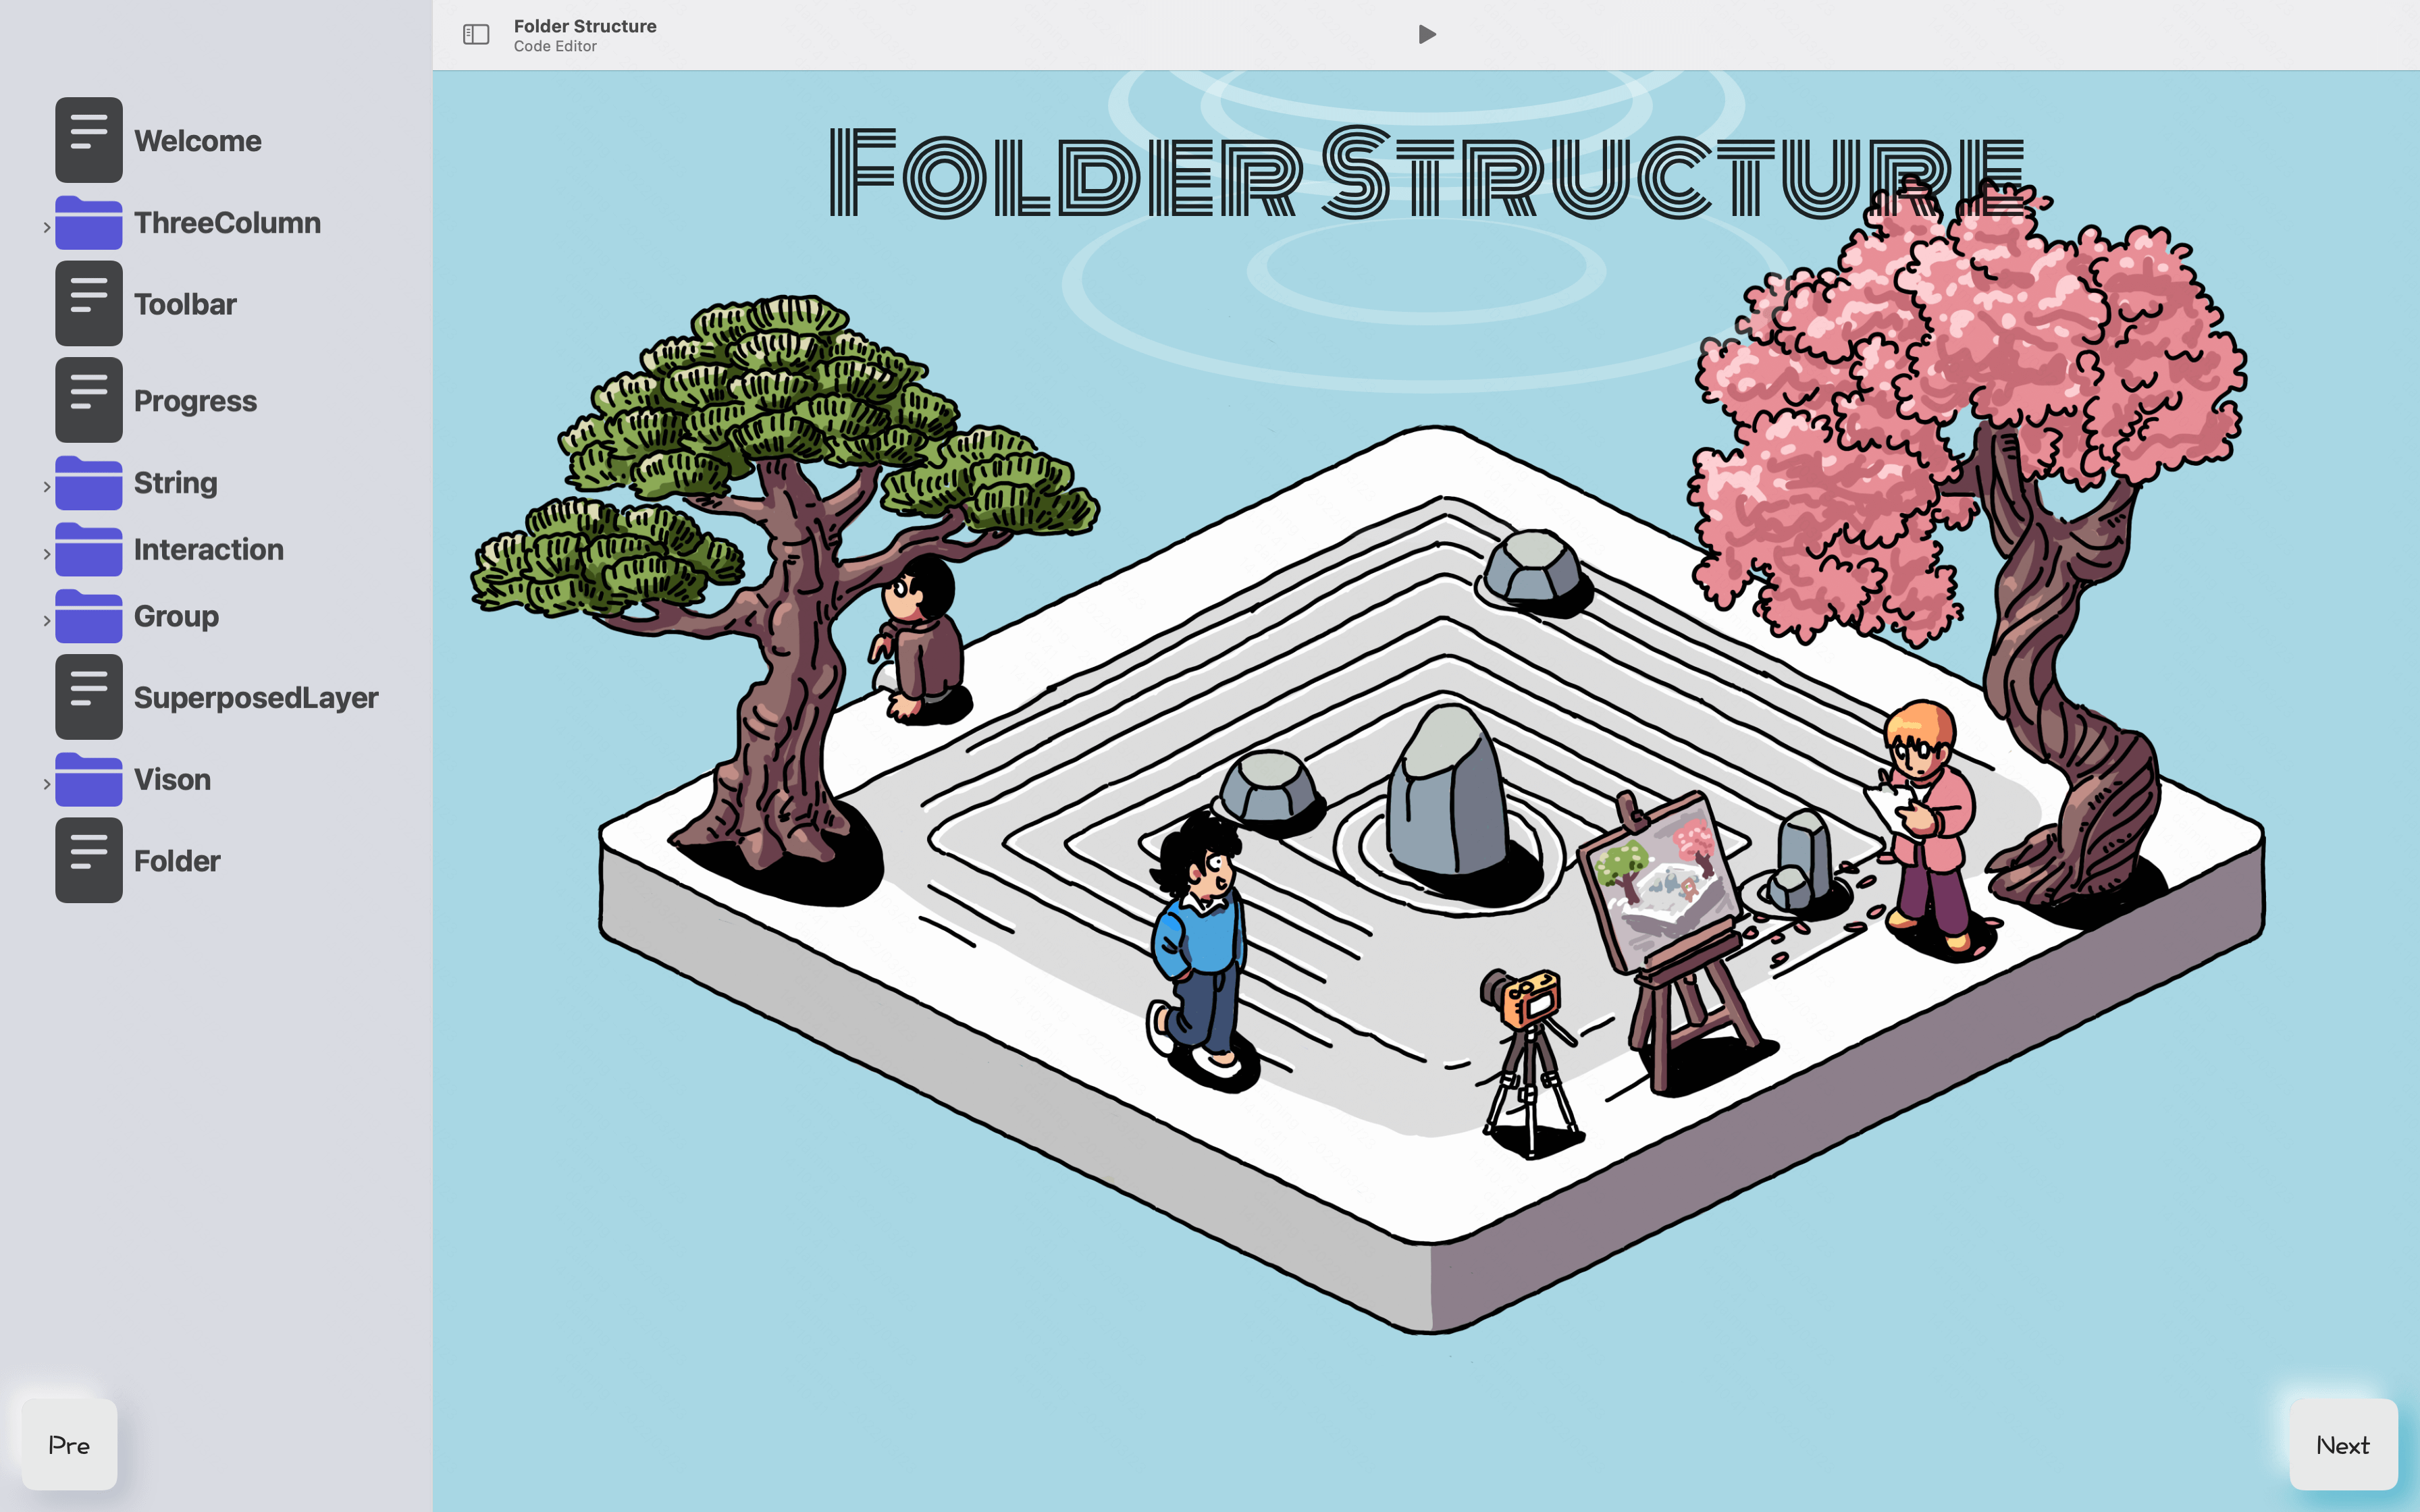 Folder Structure
Code Editor
Welcome
ThreeColumn
Toolbar
Progress
String
Interaction
Group
SuperposedLayer
Vison
Folder
FOLDER STRUCTURE
Pre
Next